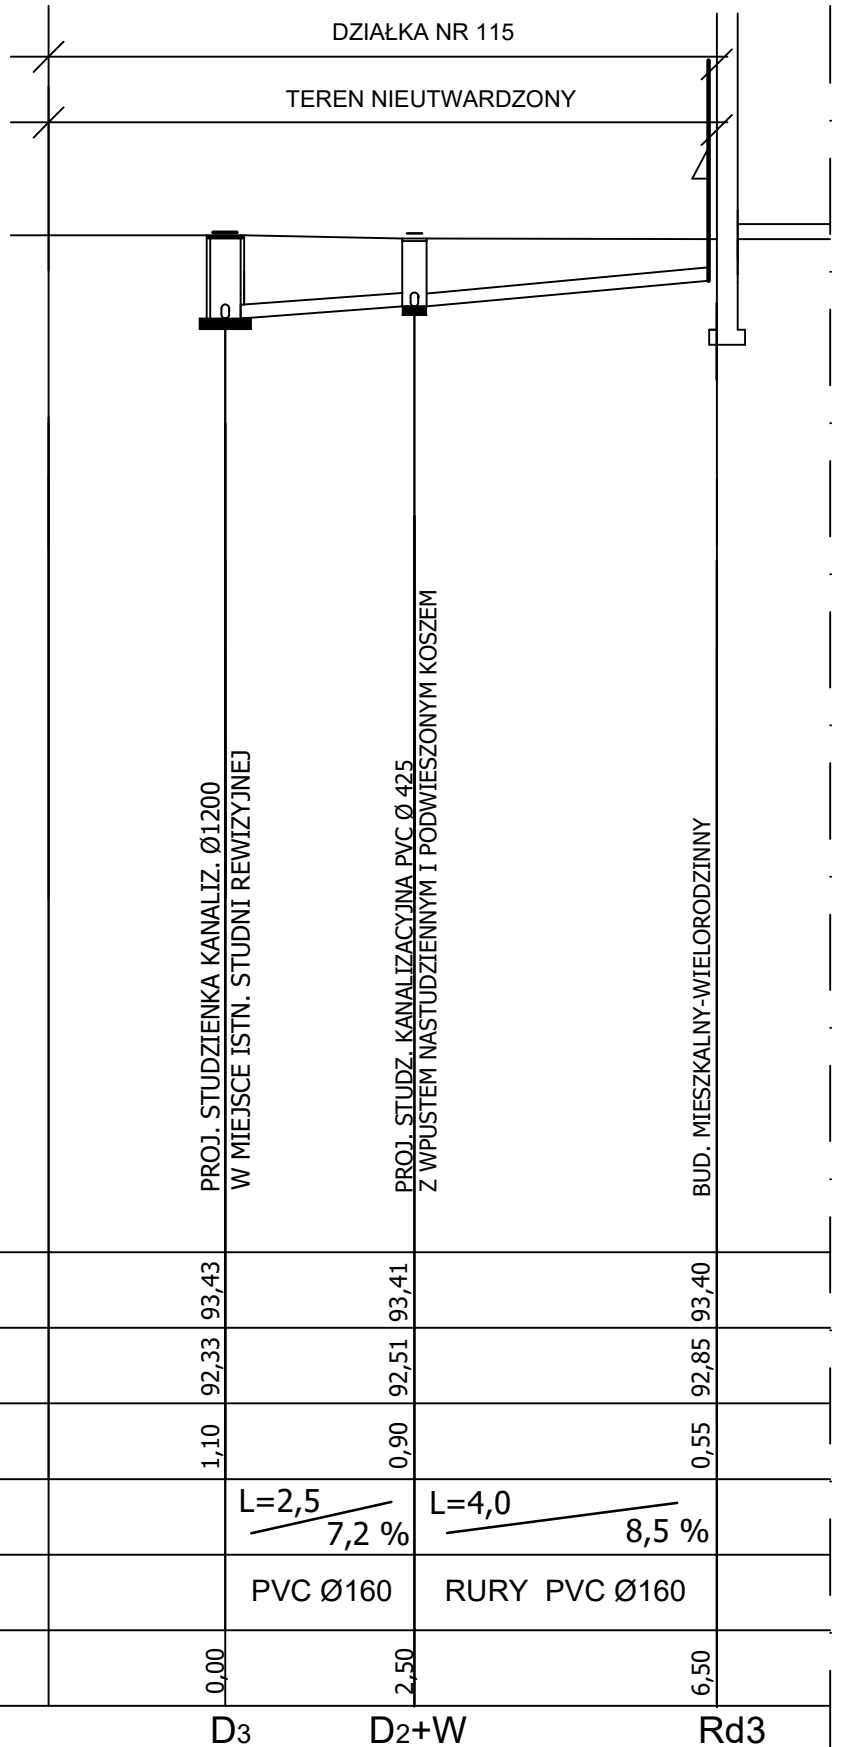 DZIAŁKA NR 115
TEREN NIEUTWARDZONY
PROJ. STUDZIENKA KANALIZ. Ø1200
W MIEJSCE ISTN. STUDNI REWIZYJNEJ
PROJ. STUDZ. KANALIZACYJNA PVC Ø 425
Z WPUSTEM NASTUDZIENNYM I PODWIESZONYM KOSZEM
BUD. MIESZKALNY-WIELORODZINNY
93,43 93,41 93,40
92,33 92,51 92,85
1,10 0,90 0,55
L=2,5 L=4,0
7,2 % 8,5 %
PVC Ø160 RURY PVC Ø160
0,00 2,50 6,50
D3 D2+W Rd3